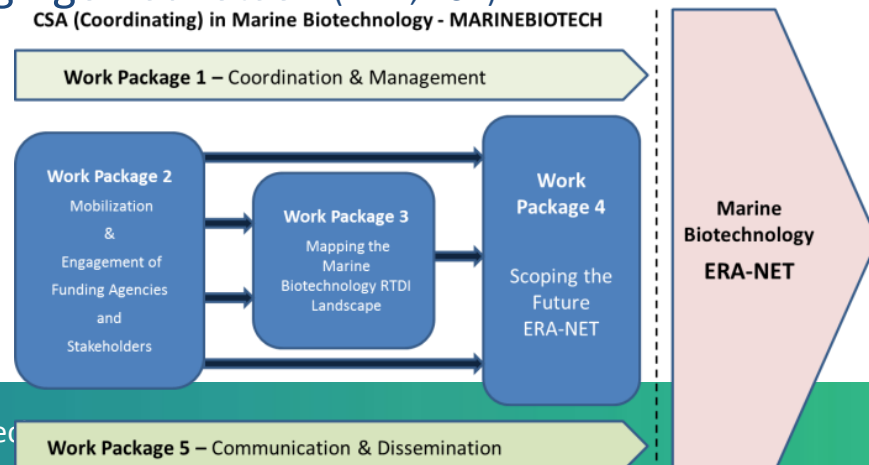 CSA (Coordinating) in Marine Biotechnology - MARINEBIOTECH
Work Package 1 – Coordination & Management
Work Package 2
Mobilization
&
Engagement of
Funding Agencies
and
Stakeholders
Work Package 3
Mapping the
Marine
Biotechnology RTDI
Landscape
Work
Package 4
Scoping the
Future
ERA-NET
Marine
Biotechnology
ERA-NET
Work Package 5 – Communication & Dissemination